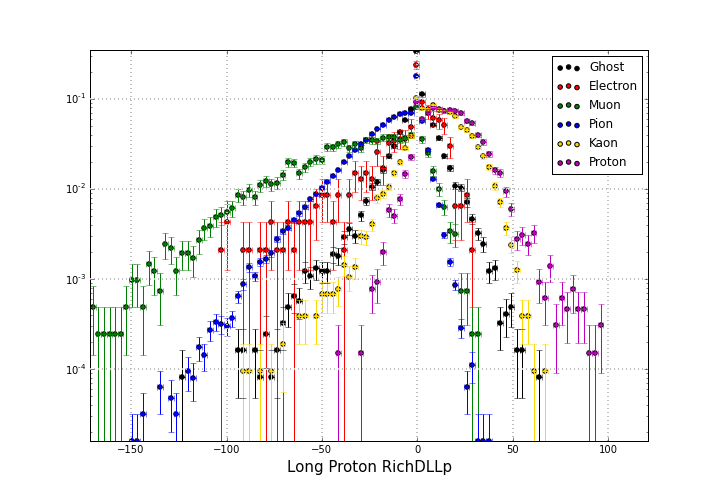 Ghost
Electron
Muon
Pion
Kaon
Proton
10⁻¹
10⁻²
10⁻³
10⁻⁴
−150 −100 −50 0 50 100
Long Proton RichDLLp